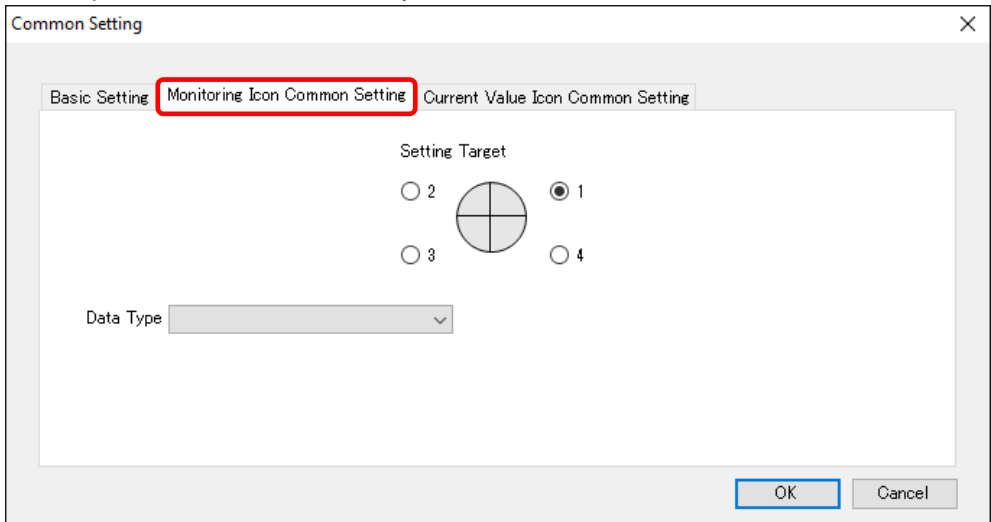 Common Setting
Basic Setting Monitoring Icon Common Setting Current Value Icon Common Setting
Setting Target
2 1
3 4
Data Type
OK Cancel